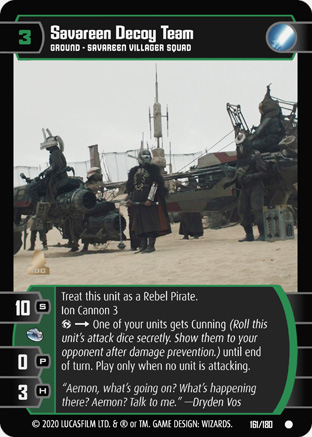 3
Savareen Decoy Team
GROUND - SAVAREEN VILLAGER SQUAD
10 S
0 P
3 H
Treat this unit as a Rebel Pirate.
Ion Cannon 3
→ One of your units gets Cunning (Roll this
unit's attack dice secretly. Show them to your
opponent after damage prevention.) until end
of turn. Play only when no unit is attacking.
"Aemon, what's going on? What's happening
there? Aemon? Talk to me." —Dryden Vos
© 2020 LUCASFILM LTD. & ® or TM. GAME DESIGN: WIZARDS.
161/180